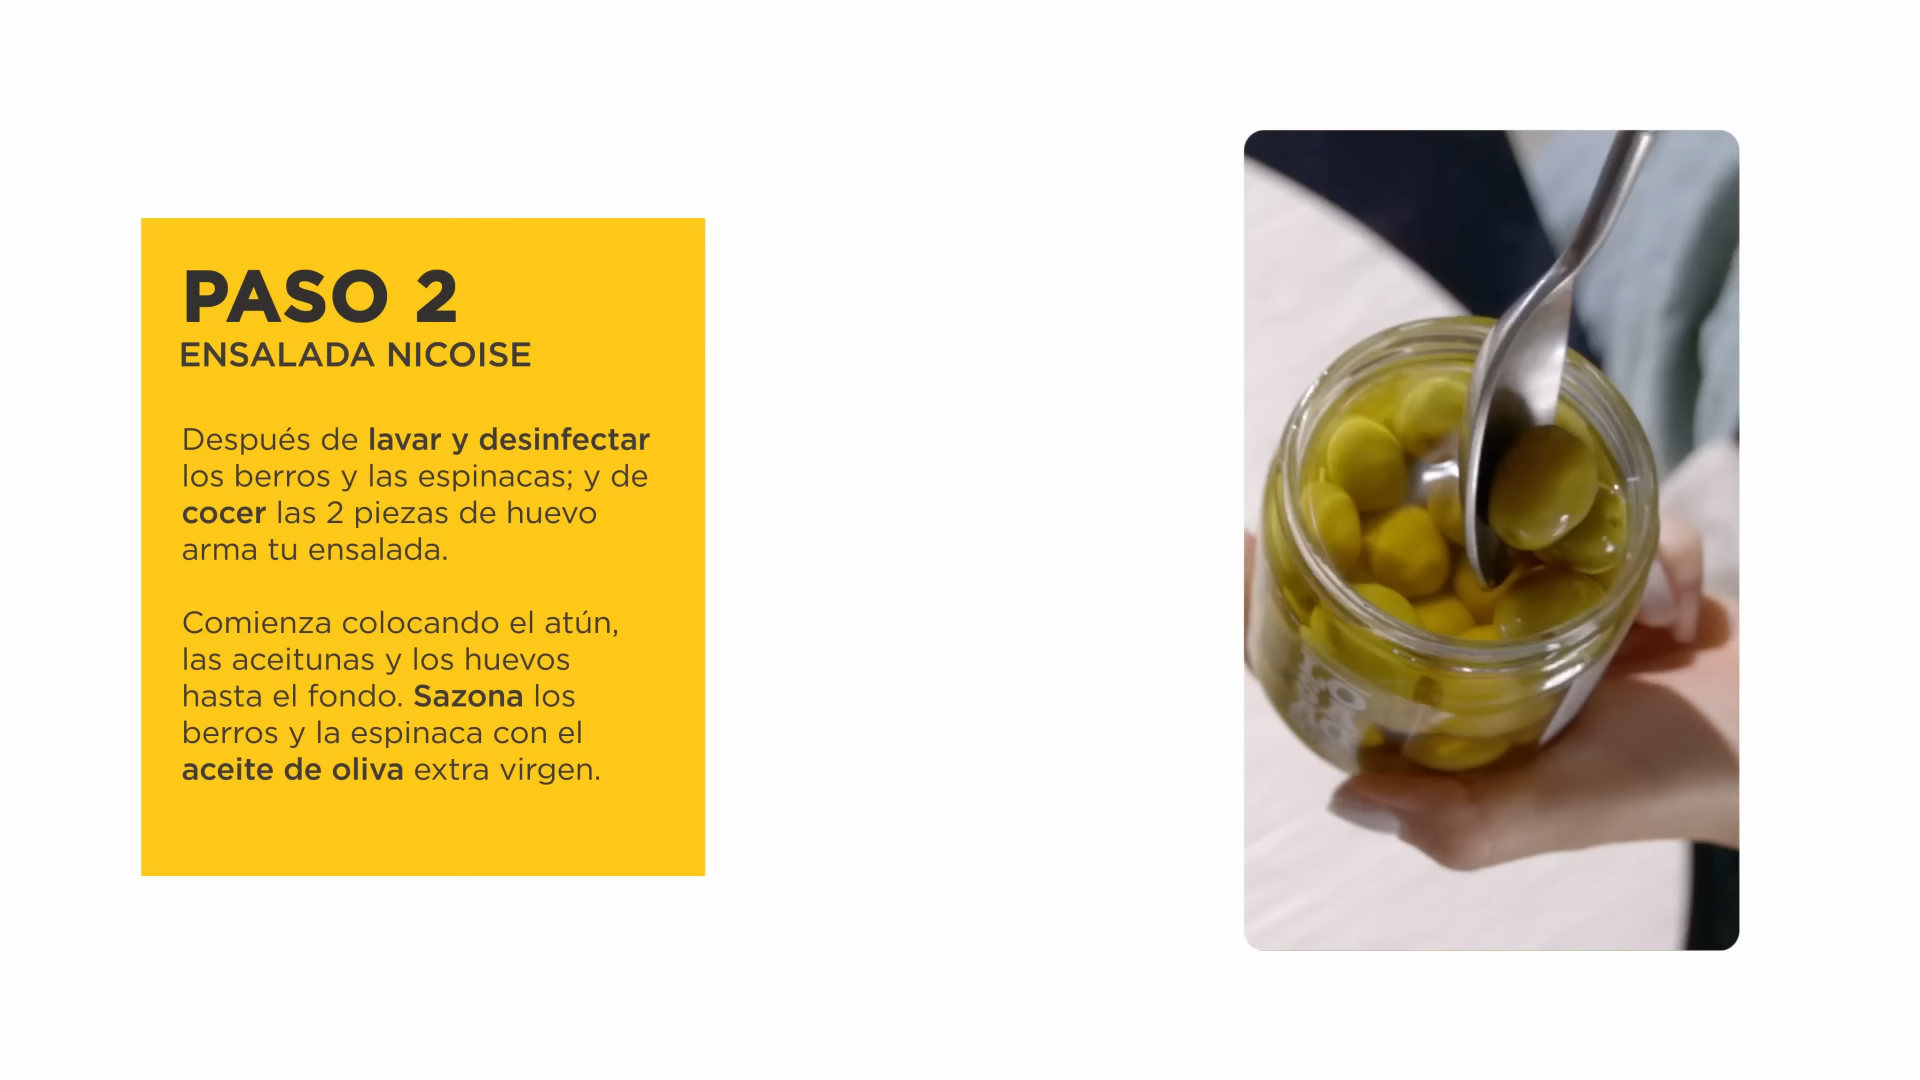 PASO 2
ENSALADA NICOISE
Después de lavar y desinfectar
los berros y las espinacas; y de
cocer las 2 piezas de huevo
arma tu ensalada.
Comienza colocando el atún,
las aceitunas y los huevos
hasta el fondo. Sazona los
berros y la espinaca con el
aceite de oliva extra virgen.